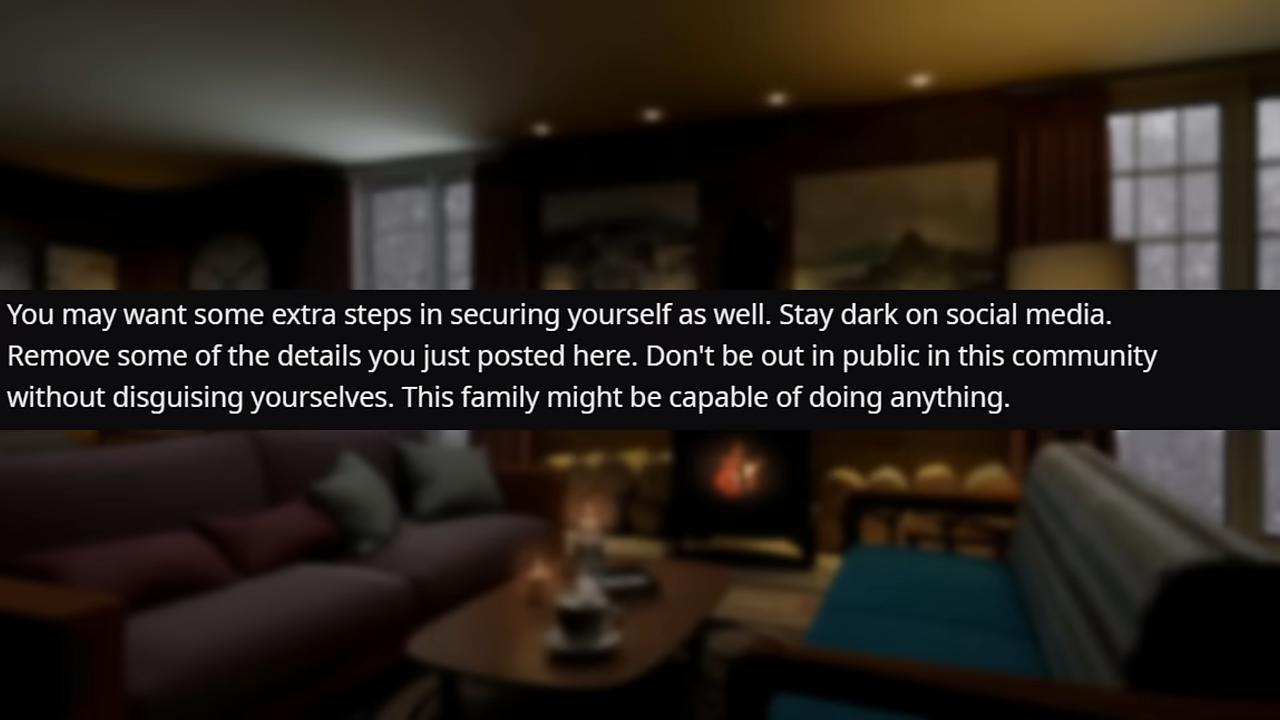 You may want some extra steps in securing yourself as well. Stay dark on social media.
Remove some of the details you just posted here. Don't be out in public in this community
without disguising yourselves. This family might be capable of doing anything.